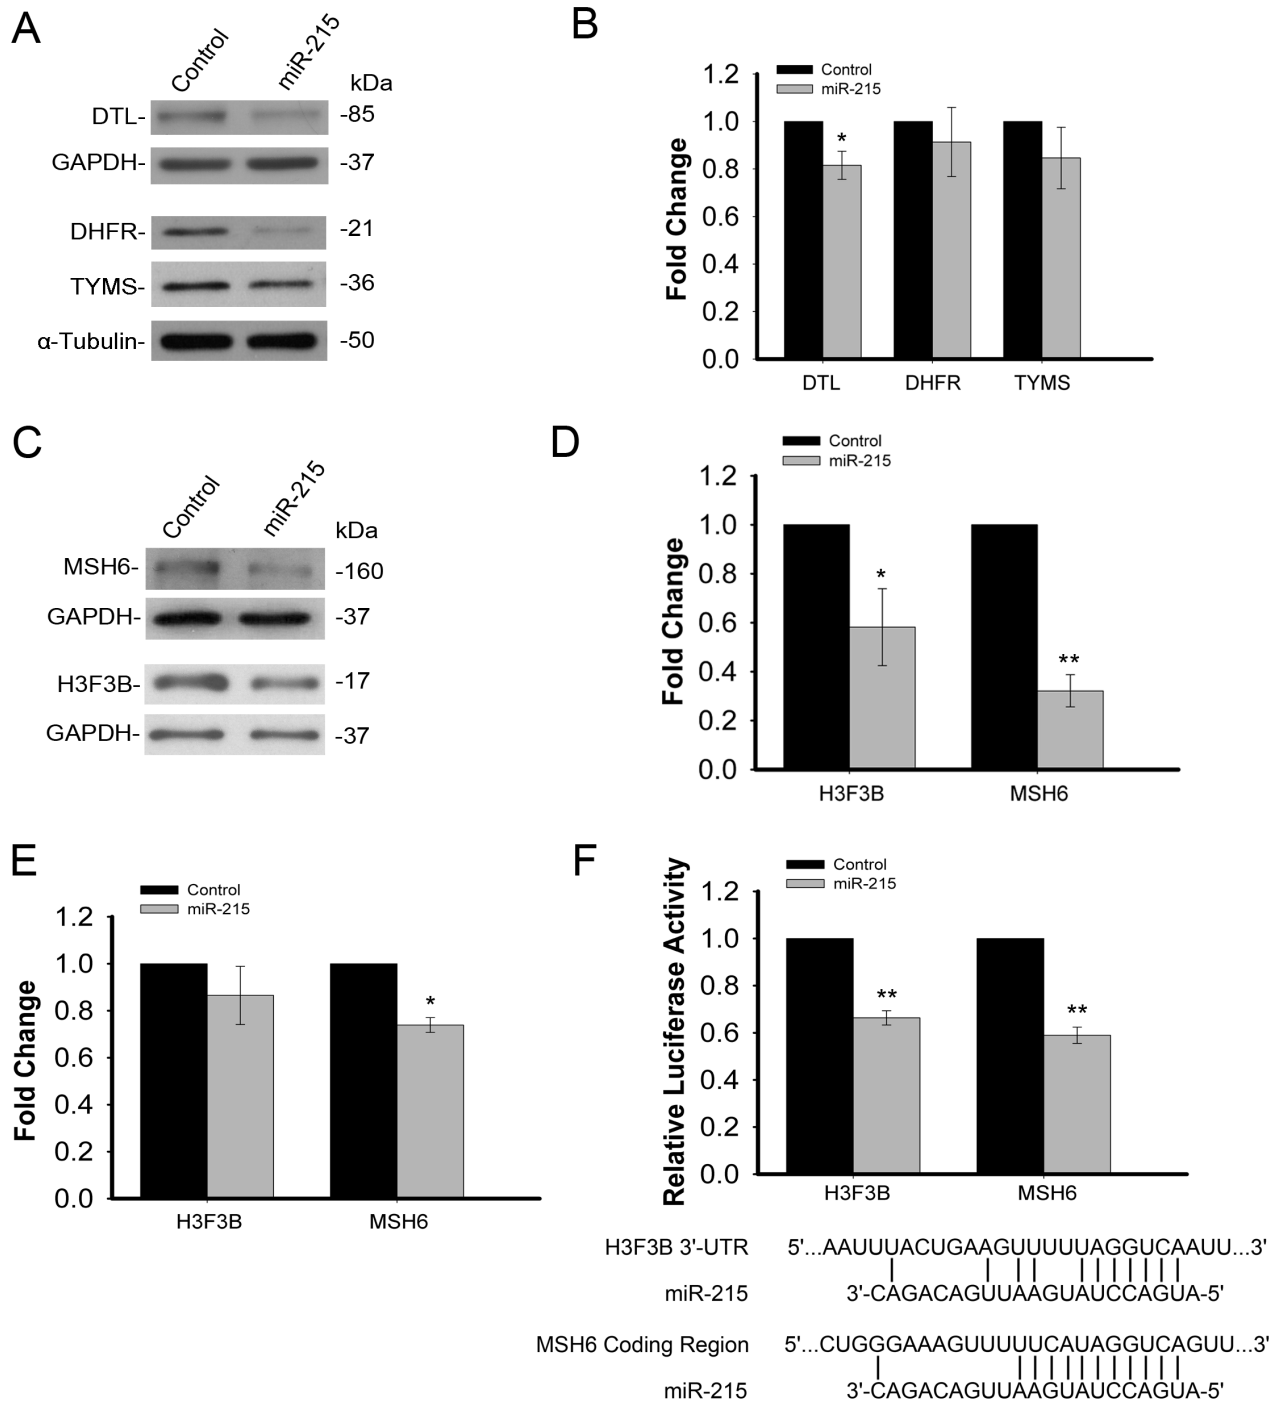 A
Control
miR-215
kDa
DTL-
-85
GAPDH-
-37
DHFR-
-21
TYMS-
-36
α-Tubulin-
-50
B
Control
miR-215
Fold Change
1.2
1.0
0.8
0.6
0.4
0.2
0.0
*
DTL
DHFR
TYMS
C
Control
miR-215
kDa
MSH6-
-160
GAPDH-
-37
H3F3B-
-17
GAPDH-
-37
D
Control
miR-215
Fold Change
1.2
1.0
0.8
0.6
0.4
0.2
0.0
*
**
H3F3B
MSH6
E
Control
miR-215
Fold Change
1.2
1.0
0.8
0.6
0.4
0.2
0.0
*
H3F3B
MSH6
F
Control
miR-215
Relative Luciferase Activity
1.2
1.0
0.8
0.6
0.4
0.2
0.0
**
**
H3F3B
MSH6
H3F3B 3'-UTR 5'...AAUUUACUGAAGUUUUUAGGUCAAUU...3'
miR-215 3'-CAGACAGUUAAGUAUCCAGUA-5'
MSH6 Coding Region 5'...CUGGGAAAGUUUUUUCAUAGGUCAGUU...3'
miR-215 3'-CAGACAGUUAAGUAUCCAGUA-5'